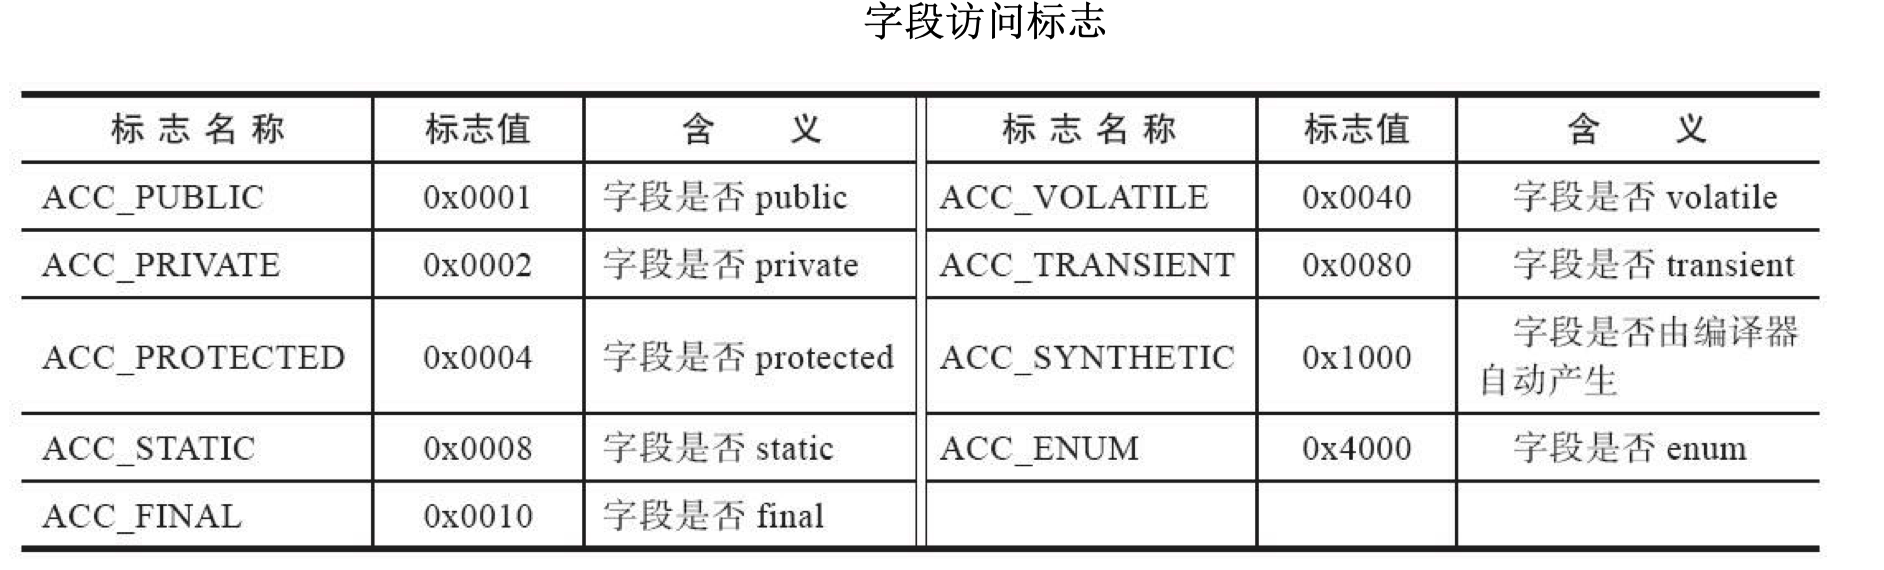 字段访问标志
标志名称 标志值 含 义 标志名称 标志值 含 义
ACC_PUBLIC 0x0001 字段是否 public ACC_VOLATILE 0x0040 字段是否 volatile
ACC_PRIVATE 0x0002 字段是否 private ACC_TRANSIENT 0x0080 字段是否 transient
ACC_PROTECTED 0x0004 字段是否 protected ACC_SYNTHETIC 0x1000 字段是否由编译器
自动产生
ACC_STATIC 0x0008 字段是否 static ACC_ENUM 0x4000 字段是否 enum
ACC_FINAL 0x0010 字段是否 final